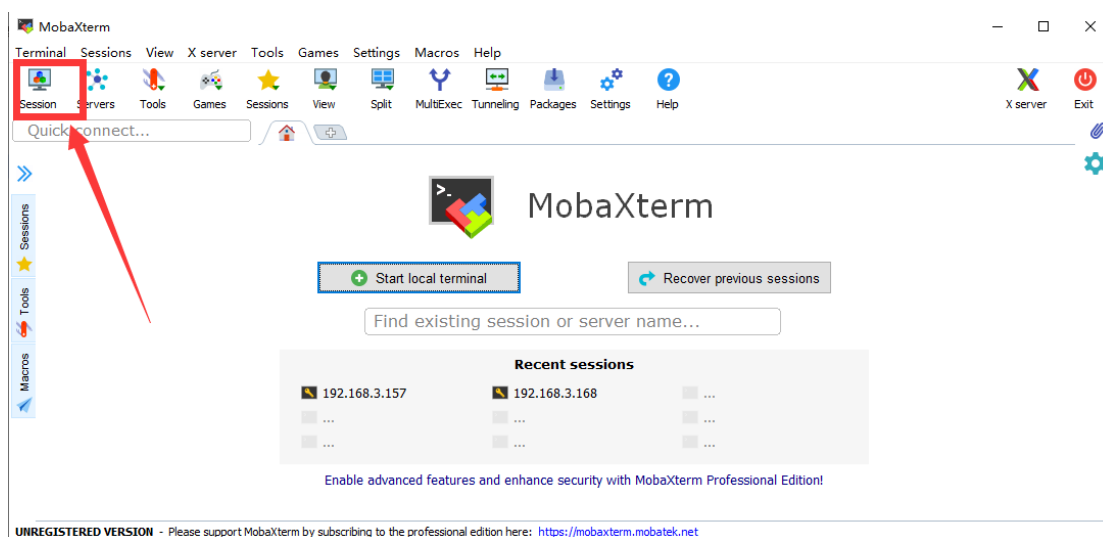 MobaXterm
Terminal Sessions View X server Tools Games Settings Macros Help
Session Servers Tools Games Sessions View Split MultiExec Tunneling Packages Settings Help X server Exit
Quick connect...
>_ MobaXterm
Sessions
Start local terminal Recover previous sessions
Tools
Find existing session or server name...
Macros
Recent sessions
192.168.3.157 192.168.3.168 ...
... ... ...
... ... ...
Enable advanced features and enhance security with MobaXterm Professional Edition!
UNREGISTERED VERSION - Please support MobaXterm by subscribing to the professional edition here: https://mobaxterm.mobatek.net